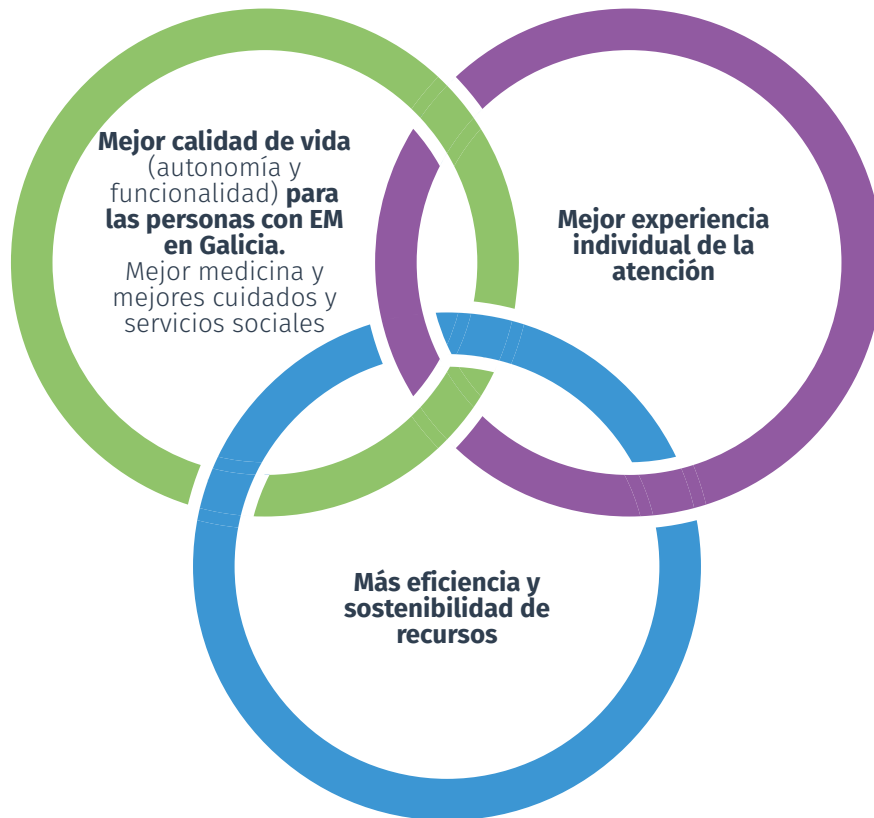 Mejor calidad de vida
(autonomía y
funcionalidad) para
las personas con EM
en Galicia.
Mejor medicina y
mejores cuidados y
servicios sociales
Mejor experiencia
individual de la
atención
Más eficiencia y
sostenibilidad de
recursos